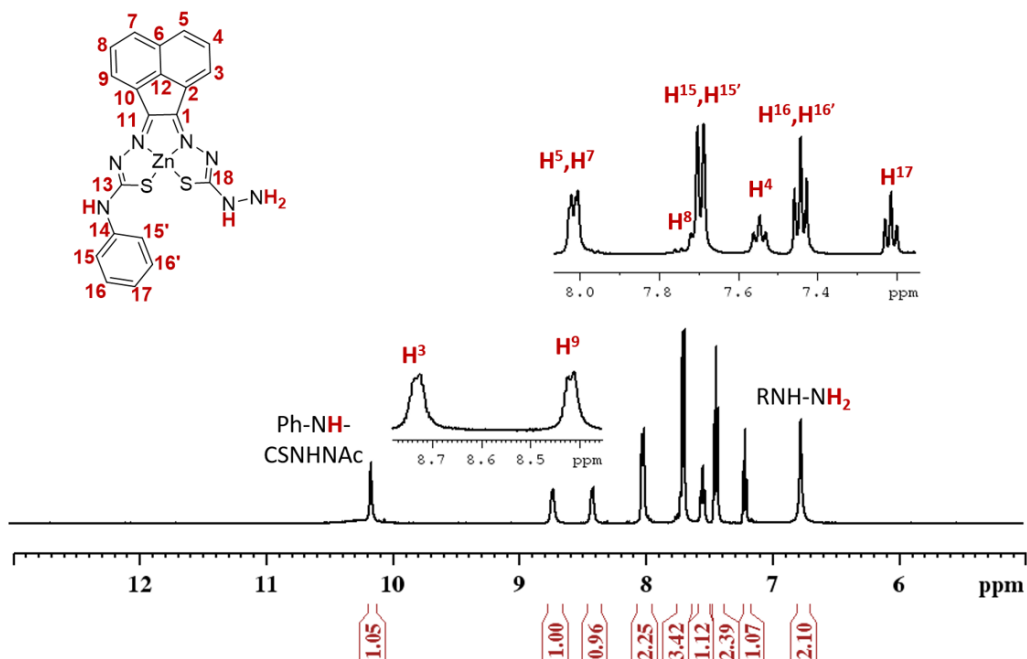 7
6
5
8
4
9
12
3
10
2
11
1
N
N
N
Zn
N
S
S
13
18
HN
N
H
NH2
14
15'
15
16'
16
17
H15,H15'
H16,H16'
H5,H7
H8
H4
H17
8.0
7.8
7.6
7.4
ppm
H3
H9
8.7
8.6
8.5
ppm
Ph-NH-
CSNHNAc
RNH-NH2
12
11
10
9
8
7
6
ppm
1.05
1.00
0.96
2.25
3.42
1.12
2.39
1.07
2.10